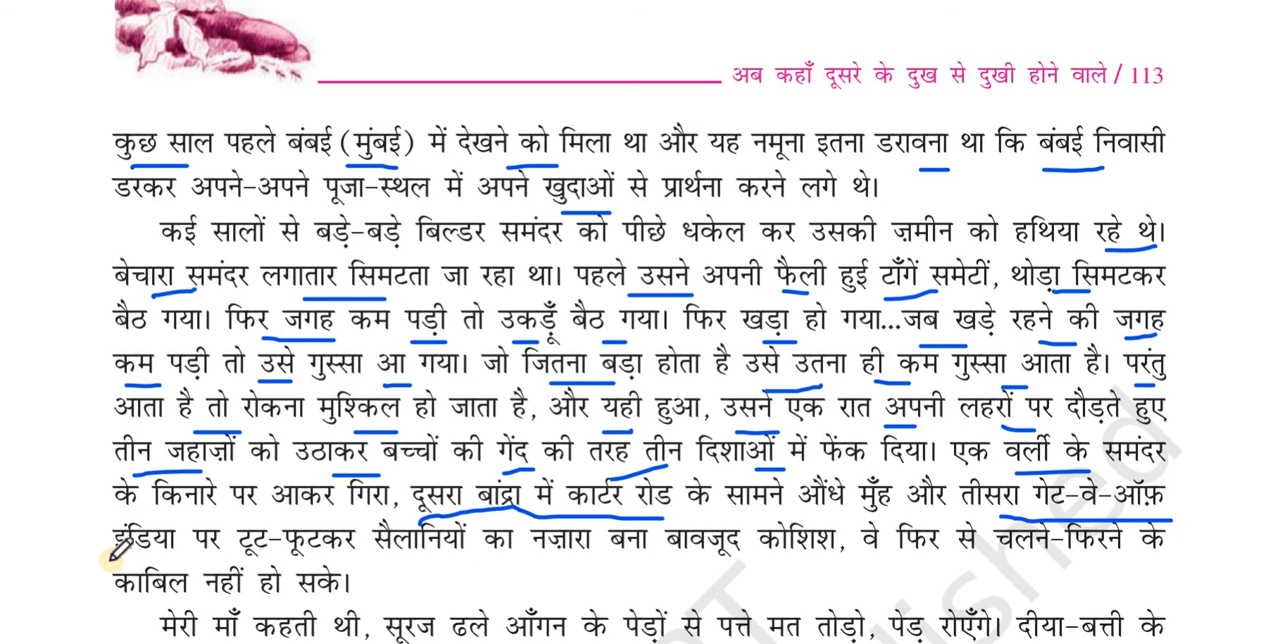 अब कहाँ दूसरे के दुख से दुखी होने वाले / 113
कुछ साल पहले बंबई (मुंबई) में देखने को मिला था और यह नमूना इतना डरावना था कि बंबई निवासी
डरकर अपने-अपने पूजा-स्थल में अपने खुदाओं से प्रार्थना करने लगे थे।
कई सालों से बड़े-बड़े बिल्डर समंदर को पीछे धकेल कर उसकी ज़मीन को हथिया रहे थे।
बेचारा समंदर लगातार सिमटता जा रहा था। पहले उसने अपनी फैली हुई टाँगें समेटीं, थोड़ा सिमटकर
बैठ गया। फिर जगह कम पड़ी तो उकड़ूँ बैठ गया। फिर खड़ा हो गया...जब खड़े रहने की जगह
कम पड़ी तो उसे गुस्सा आ गया। जो जितना बड़ा होता है उसे उतना ही कम गुस्सा आता है। परंतु
आता है तो रोकना मुश्किल हो जाता है, और यही हुआ, उसने एक रात अपनी लहरों पर दौड़ते हुए
तीन जहाज़ों को उठाकर बच्चों की गेंद की तरह तीन दिशाओं में फेंक दिया। एक वर्ली के समंदर
के किनारे पर आकर गिरा, दूसरा बांद्रा में कार्टर रोड के सामने औंधे मुँह और तीसरा गेट-वे-ऑफ़
इंडिया पर टूट-फूटकर सैलानियों का नज़ारा बना बावजूद कोशिश, वे फिर से चलने-फिरने के
काबिल नहीं हो सके।
मेरी माँ कहती थी, सूरज ढले आँगन के पेड़ों से पत्ते मत तोड़ो, पेड़ रोएँगे। दीया-बत्ती के